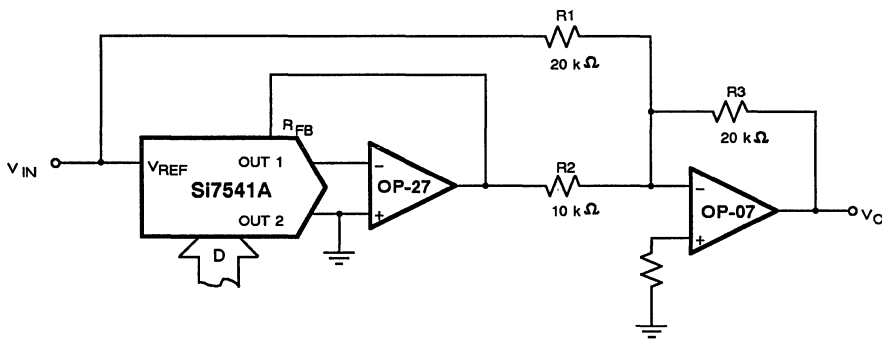 R1
20 kΩ
R3
20 kΩ
RFB
VIN
VREF
OUT 1
Si7541A
OUT 2
D
−
OP-27
+
R2
10 kΩ
−
OP-07
+
VO